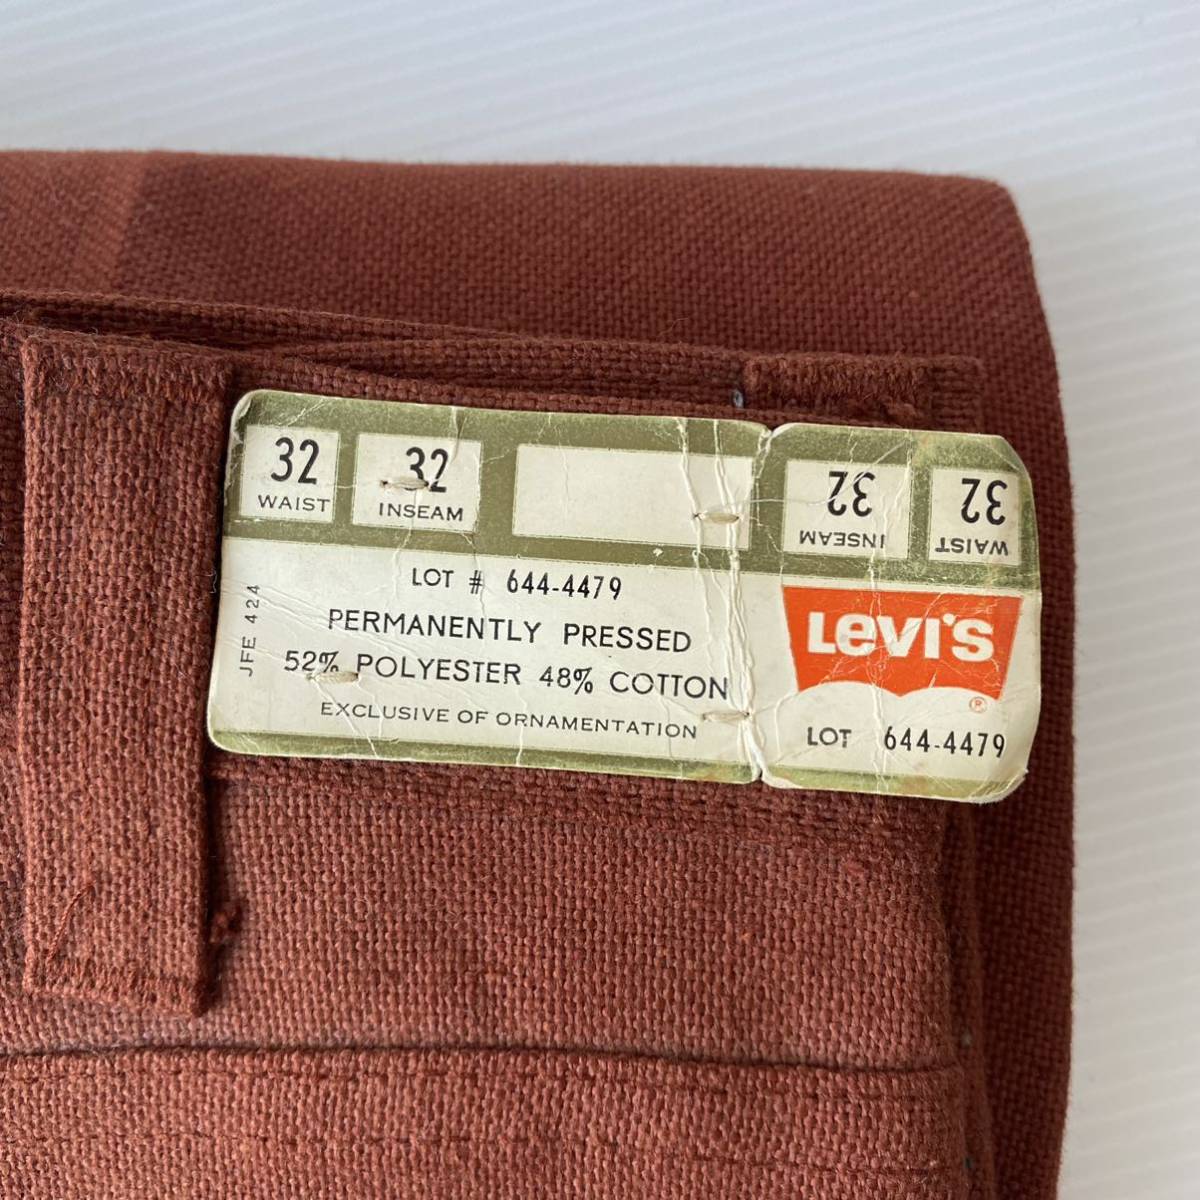 32
WAIST
32
INSEAM
32
INSEAM
32
WAIST
LOT # 644-4479
PERMANENTLY PRESSED
52% POLYESTER 48% COTTON
EXCLUSIVE OF ORNAMENTATION
JFE 424
LEVI'S
®
LOT 644-4479